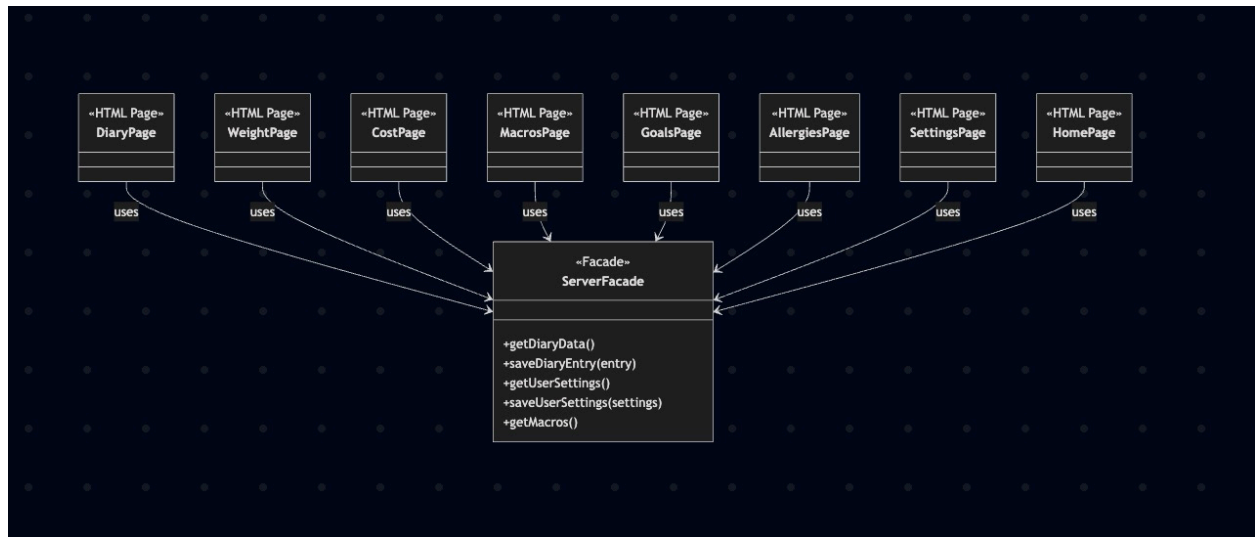 «HTML Page»
DiaryPage
«HTML Page»
WeightPage
«HTML Page»
CostPage
«HTML Page»
MacrosPage
«HTML Page»
GoalsPage
«HTML Page»
AllergiesPage
«HTML Page»
SettingsPage
«HTML Page»
HomePage
uses
uses
uses
uses
uses
uses
uses
uses
«Facade»
ServerFacade
+getDiaryData()
+saveDiaryEntry(entry)
+getUserSettings()
+saveUserSettings(settings)
+getMacros()